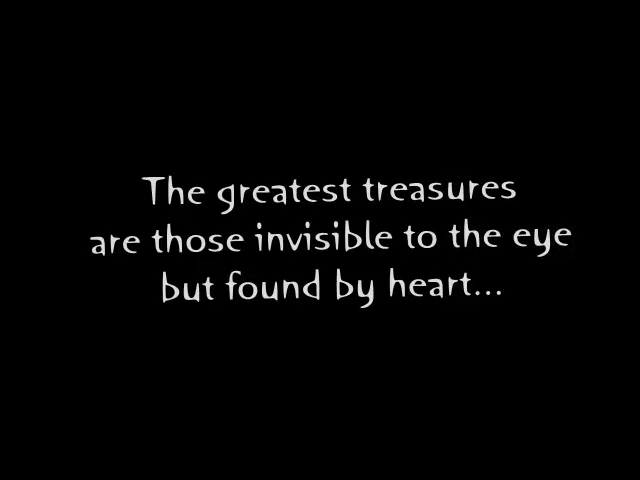 The greatest treasures
are those invisible to the eye
but found by heart...